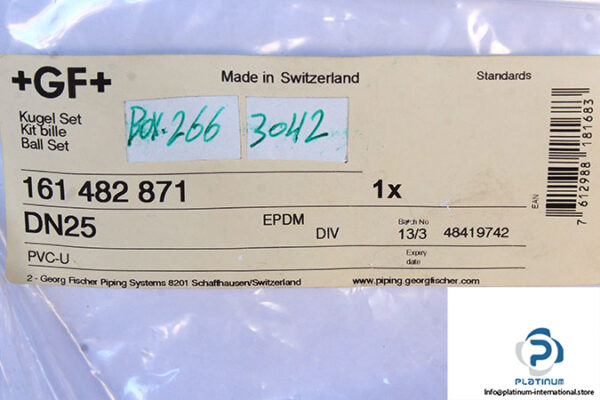 +GF+
Made in Switzerland
Standards
Kugel Set
Kit bille
Ball Set
Box.266
3042
161 482 871
1x
DN25
EPDM
DIV
Batch No
13/3 48419742
PVC-U
Expiry
date
2 - Georg Fischer Piping Systems 8201 Schaffhausen/Switzerland
www.piping.georgfischer.com
EAN
7 612988 181683
PLATINUM
Info@platinum-international.store